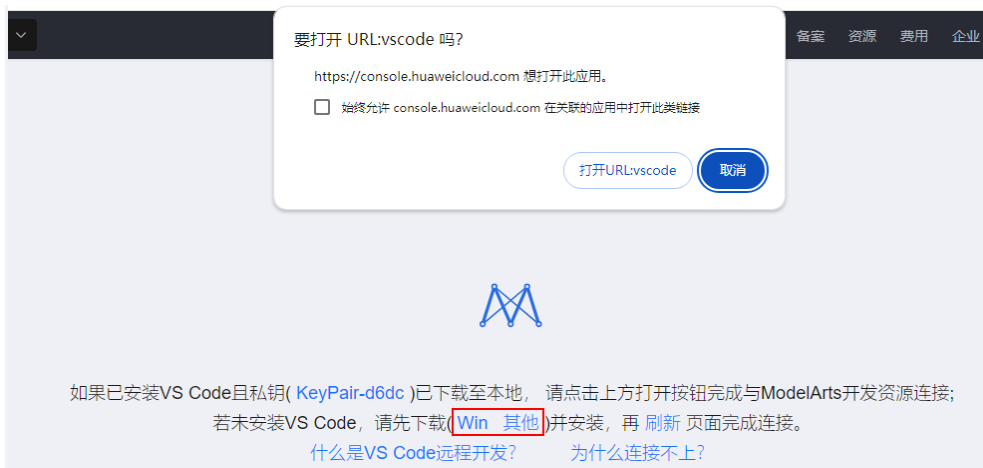 要打开 URL:vscode 吗?
备案 资源 费用 企业
https://console.huaweicloud.com 想打开此应用。
始终允许 console.huaweicloud.com 在关联的应用中打开此类链接
打开URL:vscode 取消
如果已安装VS Code且私钥( KeyPair-d6dc )已下载至本地， 请点击上方打开按钮完成与ModelArts开发资源连接;
若未安装VS Code，请先下载( Win 其他 )并安装，再 刷新 页面完成连接。
什么是VS Code远程开发? 为什么连接不上?